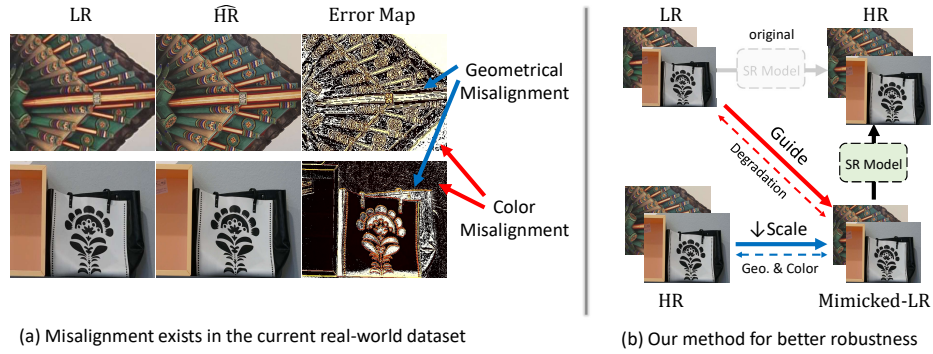 LR
H͡R
Error Map
Geometrical
Misalignment
Color
Misalignment
(a) Misalignment exists in the current real-world dataset
LR
HR
original
SR Model
Guide
Degradation
SR Model
↓Scale
Geo. & Color
HR
Mimicked-LR
(b) Our method for better robustness